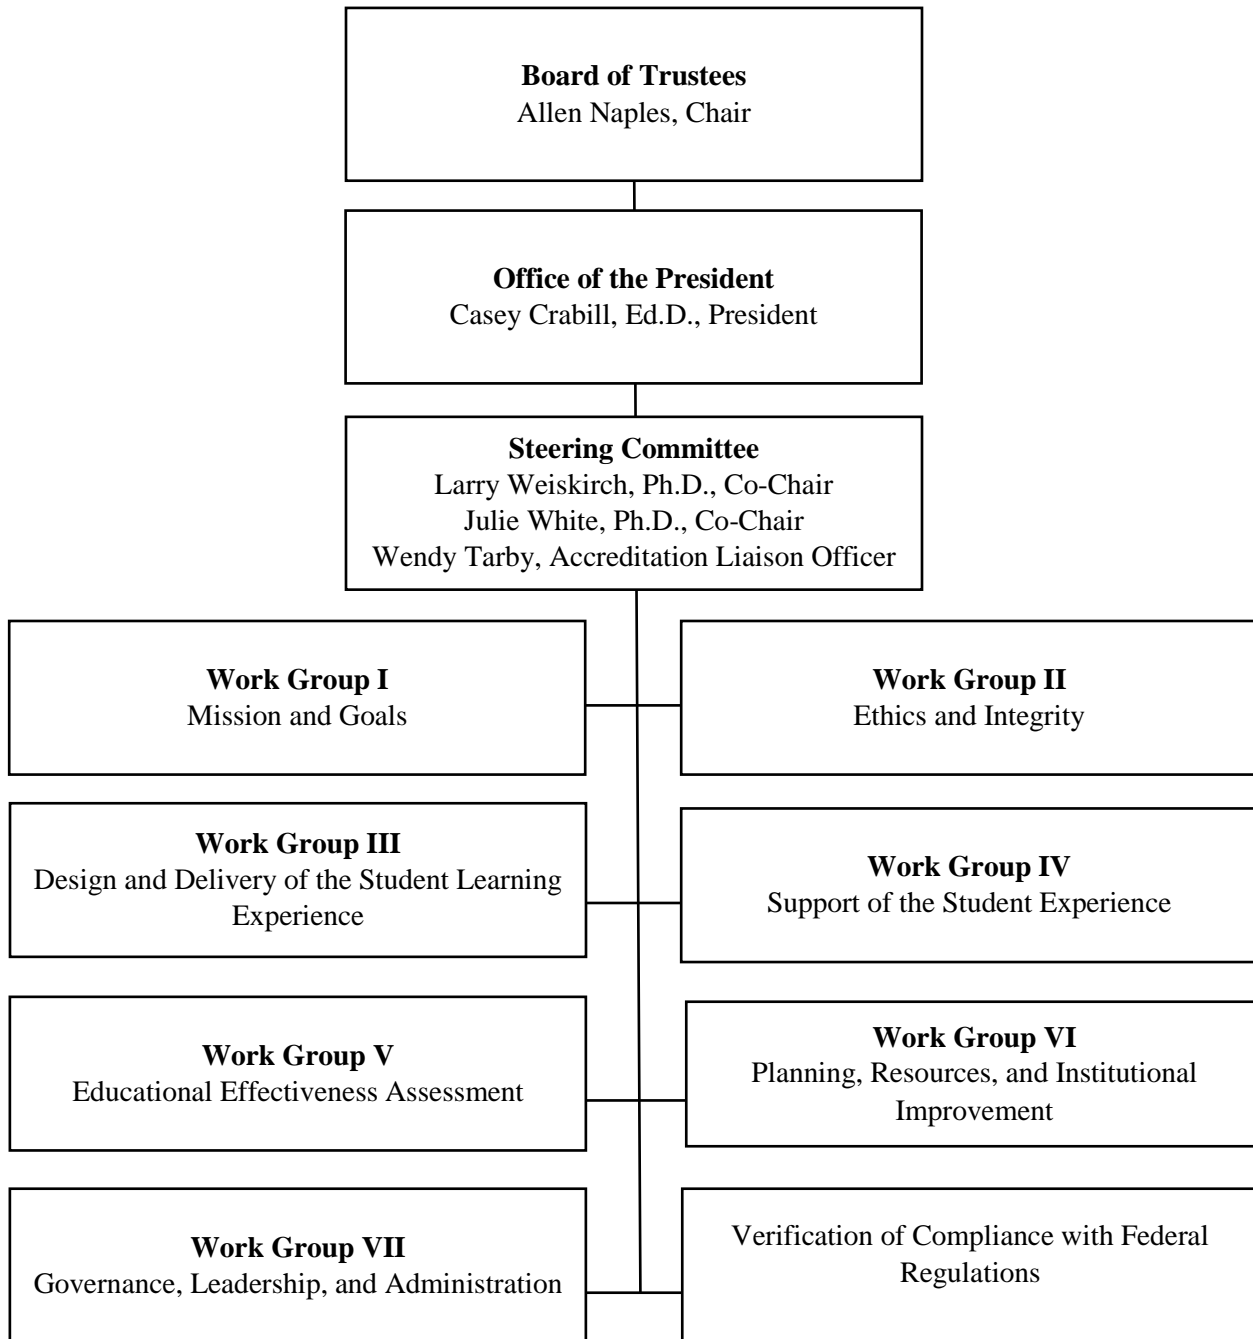 Board of Trustees
Allen Naples, Chair
Office of the President
Casey Crabill, Ed.D., President
Steering Committee
Larry Weiskirch, Ph.D., Co-Chair
Julie White, Ph.D., Co-Chair
Wendy Tarby, Accreditation Liaison Officer
Work Group I
Mission and Goals
Work Group II
Ethics and Integrity
Work Group III
Design and Delivery of the Student Learning
Experience
Work Group IV
Support of the Student Experience
Work Group V
Educational Effectiveness Assessment
Work Group VI
Planning, Resources, and Institutional
Improvement
Work Group VII
Governance, Leadership, and Administration
Verification of Compliance with Federal
Regulations